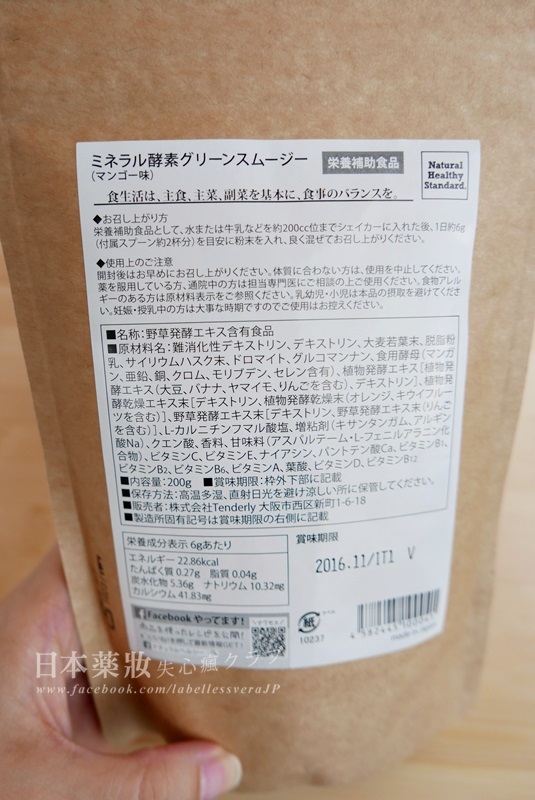 ミネラル酵素グリーンスムージー
(マンゴー味)
栄養補助食品
Natural
Healthy
Standard.
食生活は、主食、主菜、副菜を基本に、食事のバランスを。
◆お召し上がり方
栄養補助食品として、水または牛乳などを約200cc位までシェイカーに入れた後、1日約6g
(付属スプーン約2杯分)を目安に粉末を入れ、良く混ぜてお召し上がりください。
◆使用上のご注意
開封後はお早めにお召し上がりください。体質に合わない方は、使用を中止してください。
薬を服用している方、通院中の方は担当専門医にご相談の上ご使用ください。食物アレル
ギーのある方は原材料表示をご参照ください。乳幼児・小児は本品の摂取を避けてくださ
い。妊娠・授乳中の方は大事な時期ですのでご使用はお控えください。
■名称：野草発酵エキス含有食品
■原材料名：難消化性デキストリン、デキストリン、大麦若葉末、脱脂粉
乳、サイリウムハスク末、ドロマイト、グルコマンナン、食用酵母(マンガ
ン、亜鉛、銅、クロム、モリブデン、セレン含有)、植物発酵エキス[植物発
酵エキス(大豆、バナナ、ヤマイモ、りんごを含む)、デキストリン]、植物発
酵乾燥エキス末[デキストリン、植物発酵乾燥末(オレンジ、キウイフルー
ツを含む)]、野草発酵エキス末[デキストリン、野草発酵エキス末(りんご
を含む)]、L-カルニチンフマル酸塩、増粘剤(キサンタンガム、アルギン
酸Na)、クエン酸、香料、甘味料(アスパルテーム・L-フェニルアラニン化
合物)、ビタミンC、ビタミンE、ナイアシン、パントテン酸Ca、ビタミンB1、
ビタミンB2、ビタミンB6、ビタミンA、葉酸、ビタミンD、ビタミンB12
■内容量：200g ■賞味期限：枠外下部に記載
■保存方法：高温多湿、直射日光を避け涼しい所に保管してください。
■販売者：株式会社Tenderly 大阪市西区新町1-6-18
■製造所固有記号は賞味期限の右側に記載
栄養成分表示 6gあたり
エネルギー 22.86kcal
たんぱく質 0.27g 脂質 0.04g
炭水化物 5.36g ナトリウム 10.32mg
カルシウム 41.83mg
賞味期限
2016.11/IT1 V
Facebook やってます!
紙
ラベル
10237
4 582445 100041
made in Japan
日本藥妝失心瘋クラブ
www.facebook.com/labellessveraJP